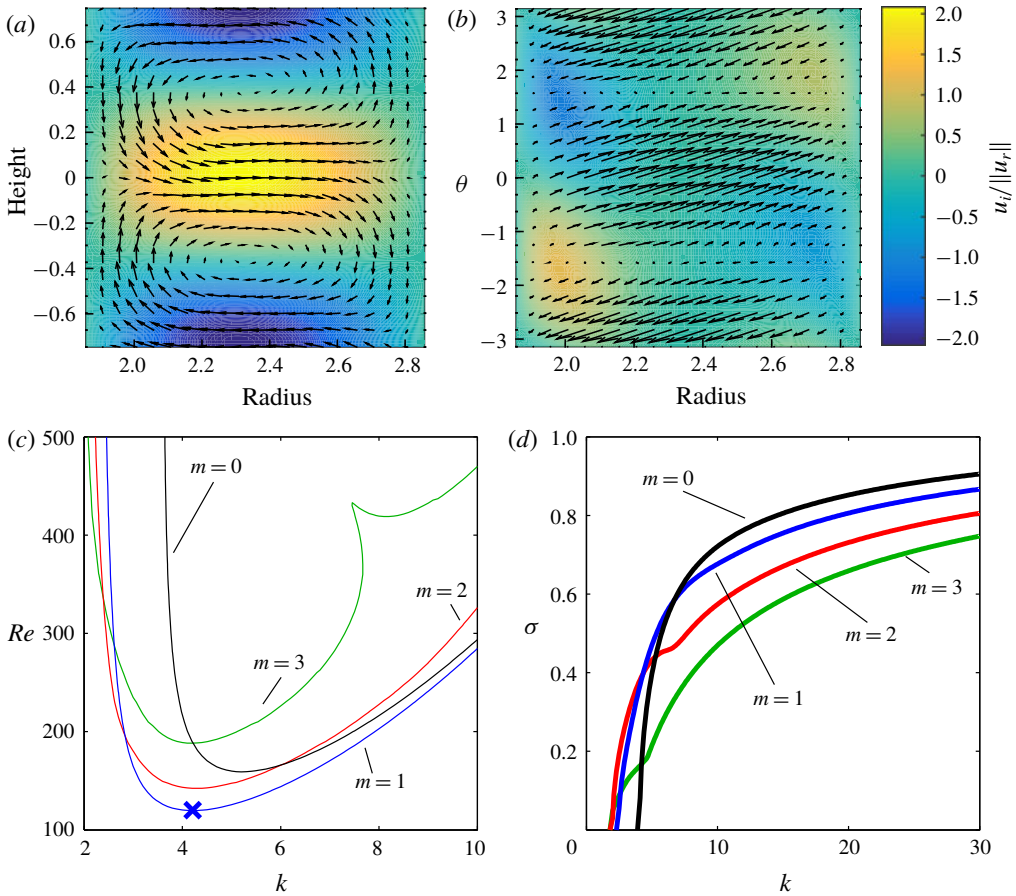 (a)
0.6
0.4
0.2
0
−0.2
−0.4
−0.6
Height
2.0 2.2 2.4 2.6 2.8
Radius
(b)
3
2
1
0
−1
−2
−3
θ
2.0 2.2 2.4 2.6 2.8
Radius
2.0
1.5
1.0
0.5
0
−0.5
−1.0
−1.5
−2.0
u_i/||u_r||
(c)
500
400
300
200
100
Re
m = 0
m = 2
m = 3
m = 1
2 4 6 8 10
k
(d)
1.0
0.8
0.6
0.4
0.2
σ
m = 0
m = 3
m = 2
m = 1
0 10 20 30
k